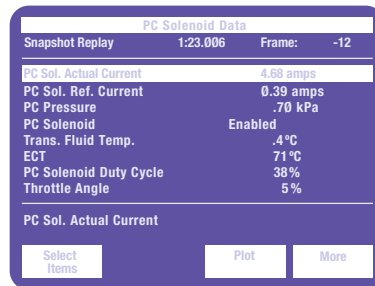 PC Solenoid Data
Snapshot Replay 1:23.006 Frame: -12
PC Sol. Actual Current 4.68 amps
PC Sol. Ref. Current 0.39 amps
PC Pressure .70 kPa
PC Solenoid Enabled
Trans. Fluid Temp. .4°C
ECT 71°C
PC Solenoid Duty Cycle 38%
Throttle Angle 5%
PC Sol. Actual Current
Select Items Plot More